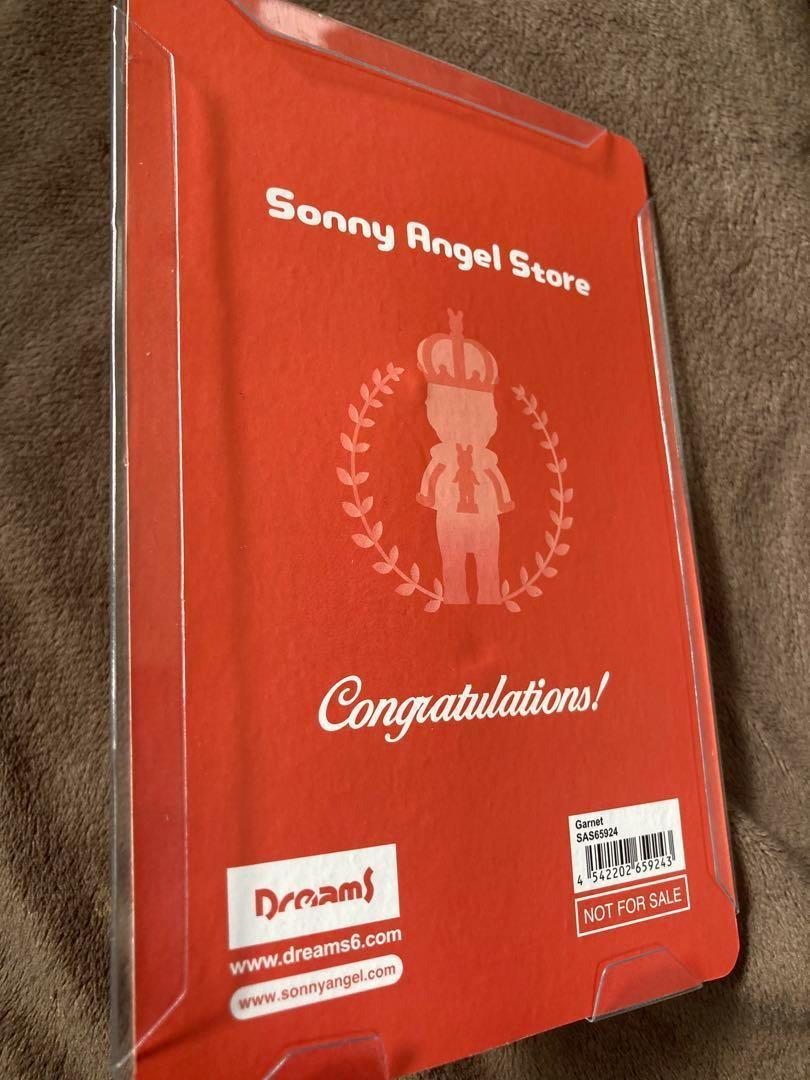 Sonny Angel Store
Congratulations!
Garnet
SAS65924
4 542202 659243
NOT FOR SALE
Dreams
www.dreams6.com
www.sonnyangel.com